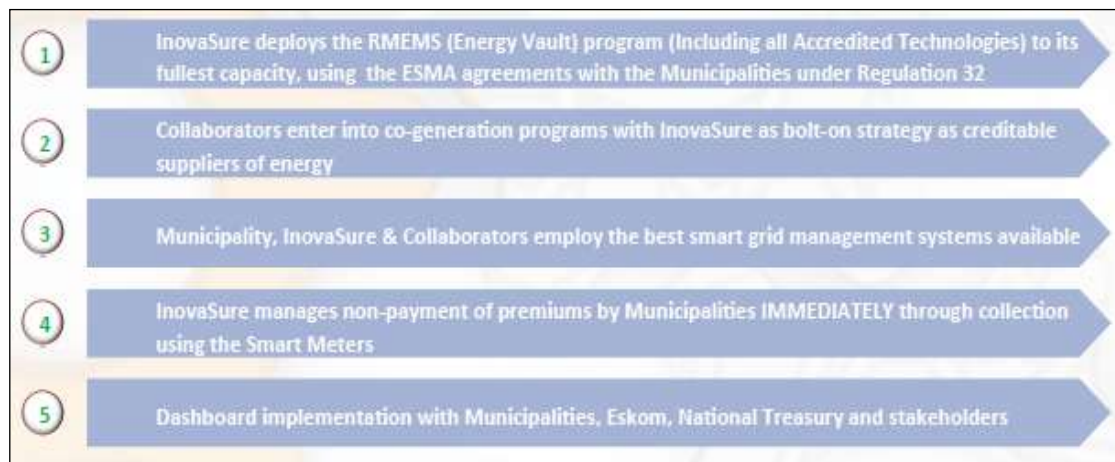 1
InovaSure deploys the RMEMS (Energy Vault) program (Including all Accredited Technologies) to its
fullest capacity, using the ESMA agreements with the Municipalities under Regulation 32
2
Collaborators enter into co-generation programs with InovaSure as bolt-on strategy as creditable
suppliers of energy
3
Municipality, InovaSure & Collaborators employ the best smart grid management systems available
4
InovaSure manages non-payment of premiums by Municipalities IMMEDIATELY through collection
using the Smart Meters
5
Dashboard implementation with Municipalities, Eskom, National Treasury and stakeholders